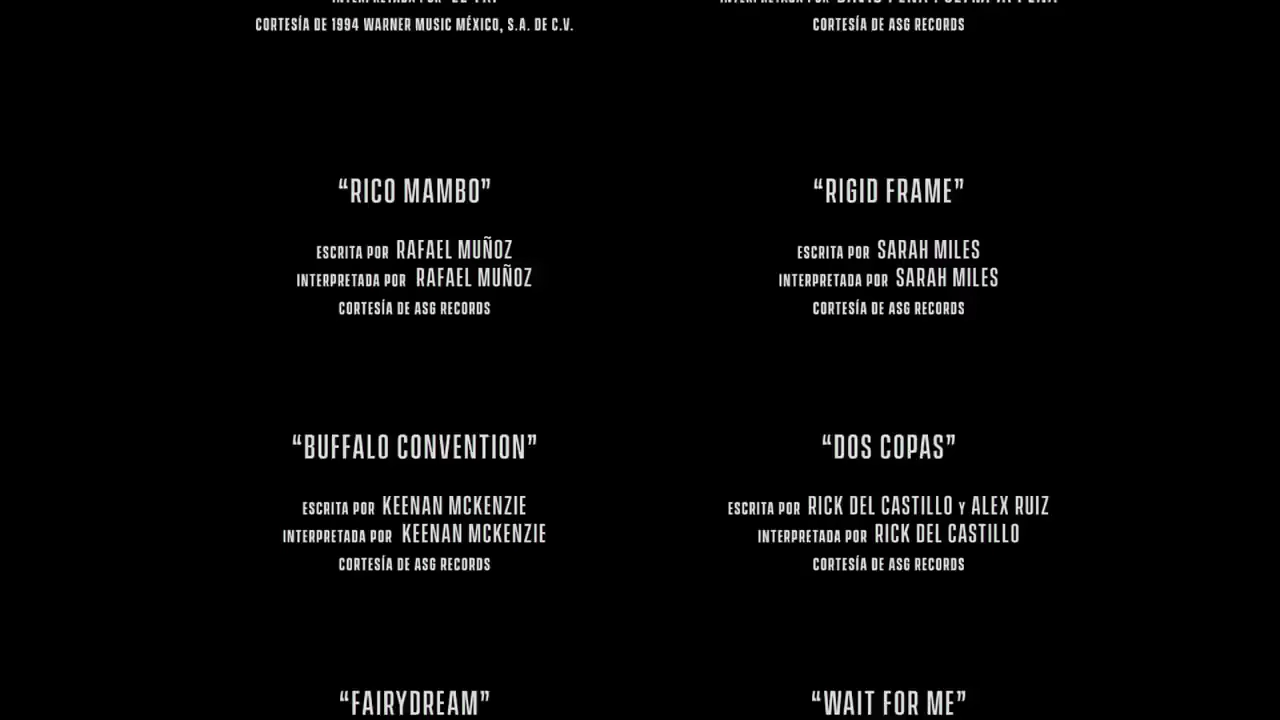 CORTESÍA DE 1994 WARNER MUSIC MÉXICO, S.A. DE C.V.
CORTESÍA DE ASG RECORDS
“RICO MAMBO”
ESCRITA POR RAFAEL MUÑOZ
INTERPRETADA POR RAFAEL MUÑOZ
CORTESÍA DE ASG RECORDS
“RIGID FRAME”
ESCRITA POR SARAH MILES
INTERPRETADA POR SARAH MILES
CORTESÍA DE ASG RECORDS
“BUFFALO CONVENTION”
ESCRITA POR KEENAN MCKENZIE
INTERPRETADA POR KEENAN MCKENZIE
CORTESÍA DE ASG RECORDS
“DOS COPAS”
ESCRITA POR RICK DEL CASTILLO Y ALEX RUIZ
INTERPRETADA POR RICK DEL CASTILLO
CORTESÍA DE ASG RECORDS
“FAIRYDREAM”
“WAIT FOR ME”